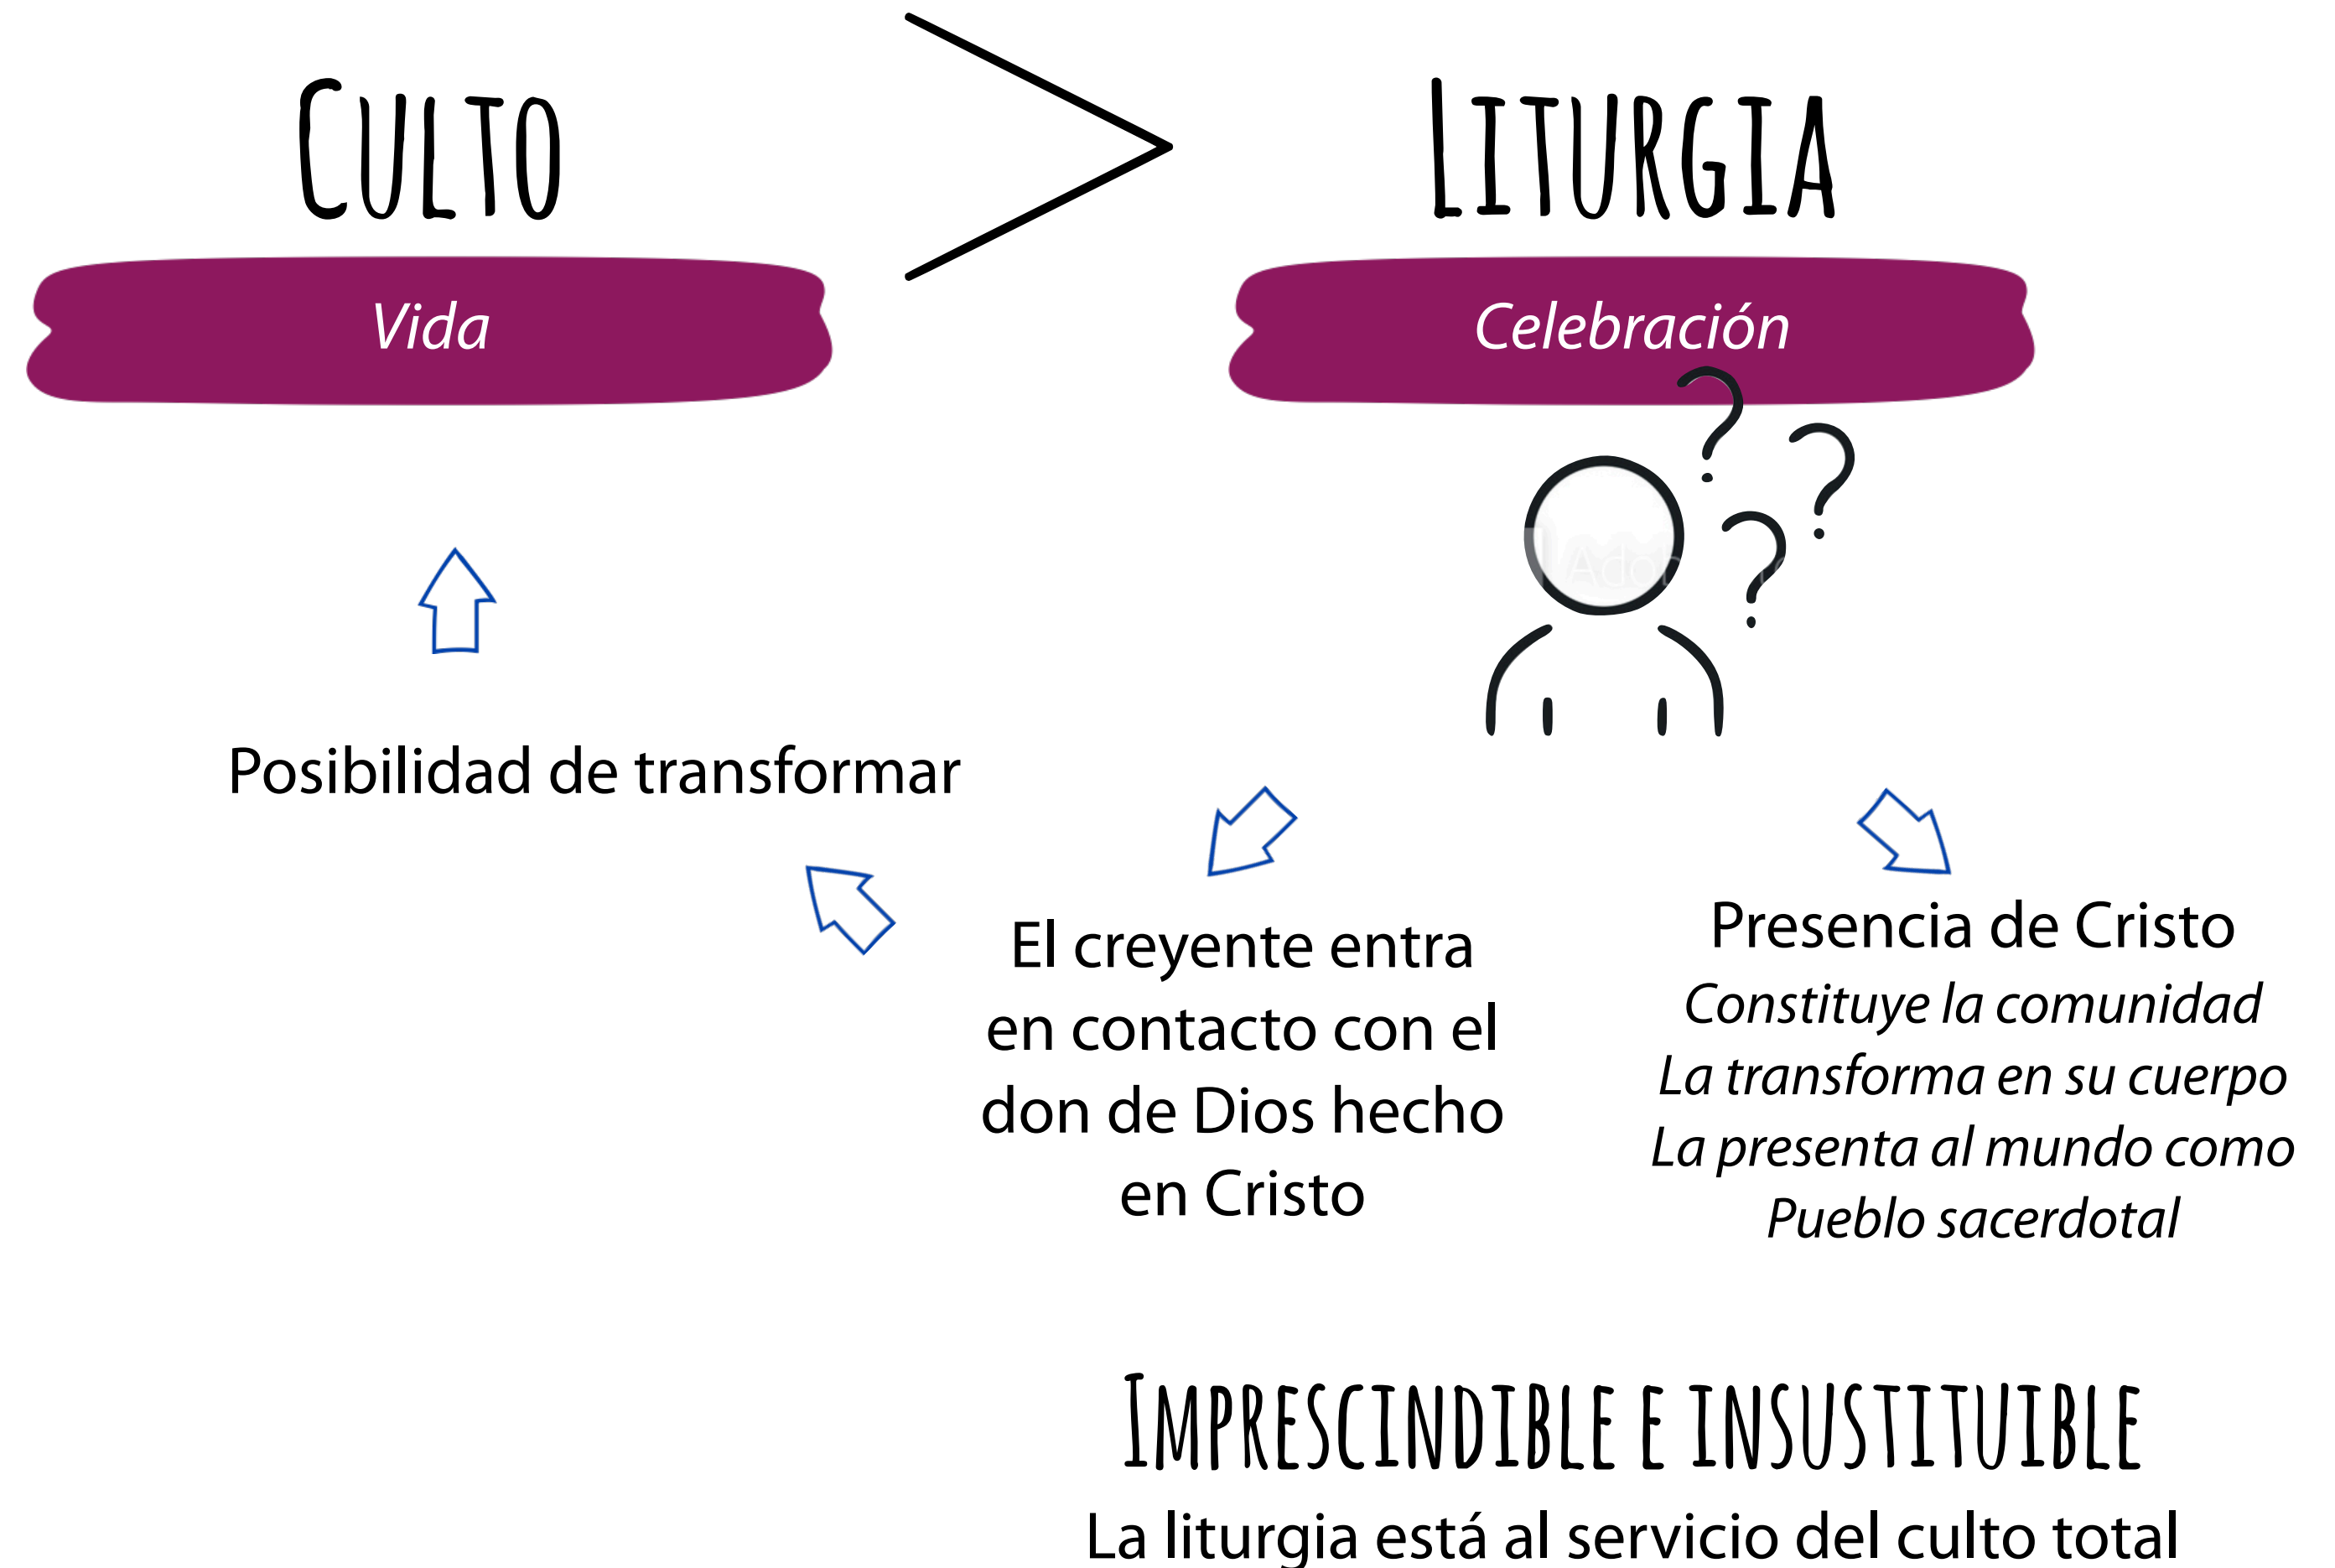 CULTO
>
LITURGIA
Vida
Celebración
? ? ?
Posibilidad de transformar
El creyente entra
en contacto con el
don de Dios hecho
en Cristo
Presencia de Cristo
Constituye la comunidad
La transforma en su cuerpo
La presenta al mundo como
Pueblo sacerdotal
IMPRESCINDIBLE E INSUSTITUIBLE
La liturgia está al servicio del culto total